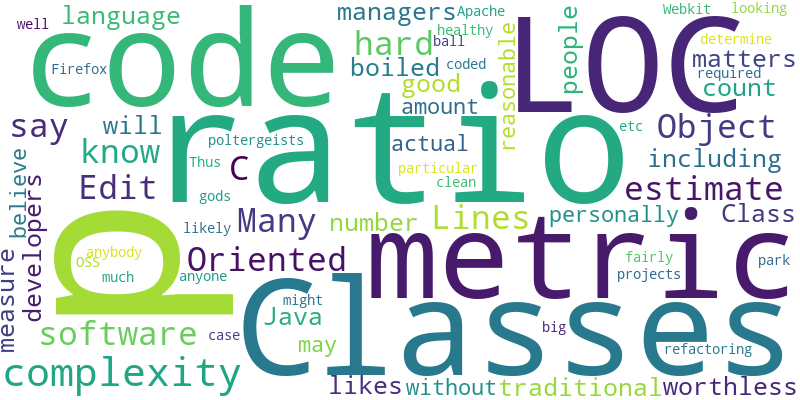 well
language
managers
Apache
Webkit
looking
healthy
code
LOC
people
determine
hard
ball
matters
Firefox
boiled
coded
required
reasonable
good
count
ratio
amount
say
will
poltergeists
actual
Object
know
C
Thus
particular
including
believe
Edit
clean
estimate
gods
developers
p
Many
number
Lines
personally
Class
likely
metric
anybody
OSS
much
anyone
Oriented
fairly
park
measure
projects
Classes
might
Java
big
software
case
may
refactoring
complexity
likes
without
traditional
worthless
etc